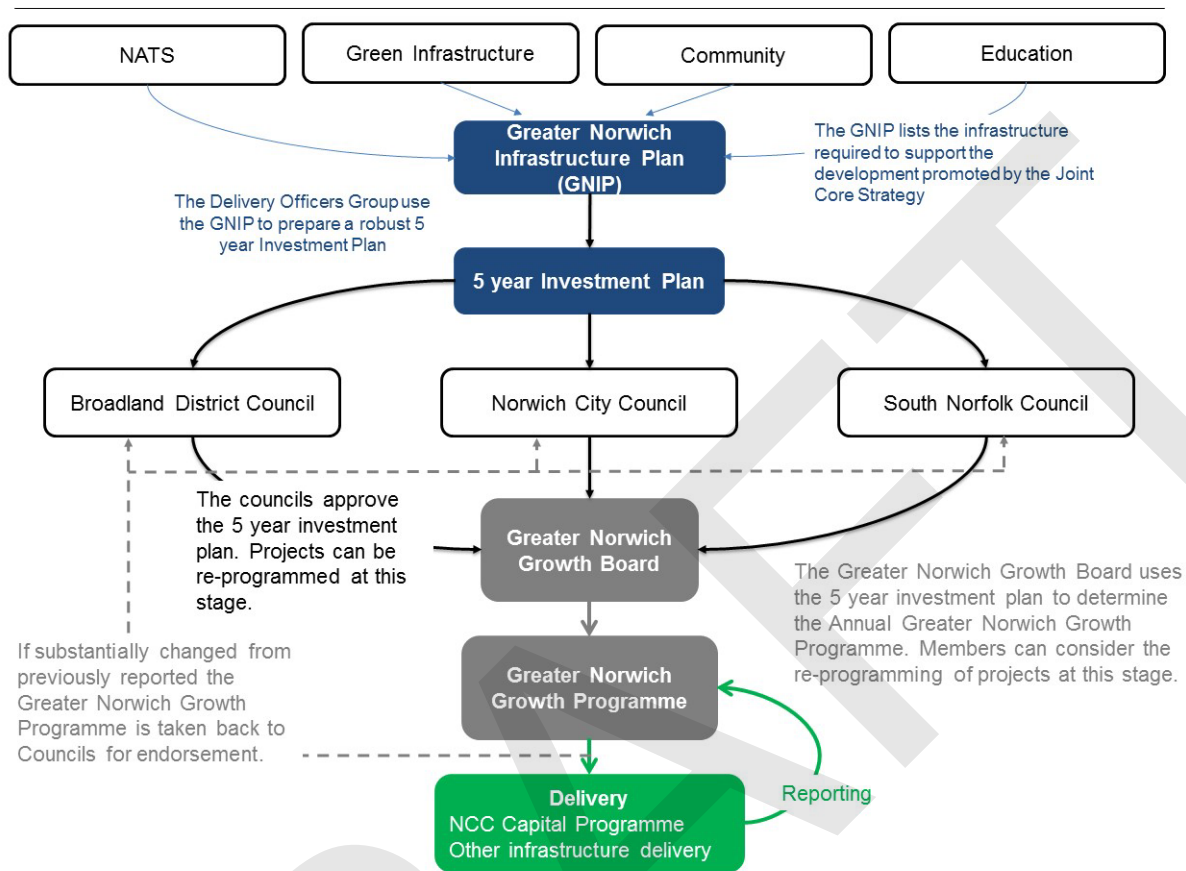 NATS
Green Infrastructure
Community
Education
Greater Norwich
Infrastructure Plan
(GNIP)
The GNIP lists the infrastructure
required to support the
development promoted by the Joint
Core Strategy
The Delivery Officers Group use
the GNIP to prepare a robust 5
year Investment Plan
5 year Investment Plan
Broadland District Council
Norwich City Council
South Norfolk Council
The councils approve
the 5 year investment
plan. Projects can be
re-programmed at this
stage.
Greater Norwich
Growth Board
The Greater Norwich Growth Board uses
the 5 year investment plan to determine
the Annual Greater Norwich Growth
Programme. Members can consider the
re-programming of projects at this stage.
If substantially changed from
previously reported the
Greater Norwich Growth
Programme is taken back to
Councils for endorsement.
Greater Norwich
Growth Programme
Reporting
Delivery
NCC Capital Programme
Other infrastructure delivery